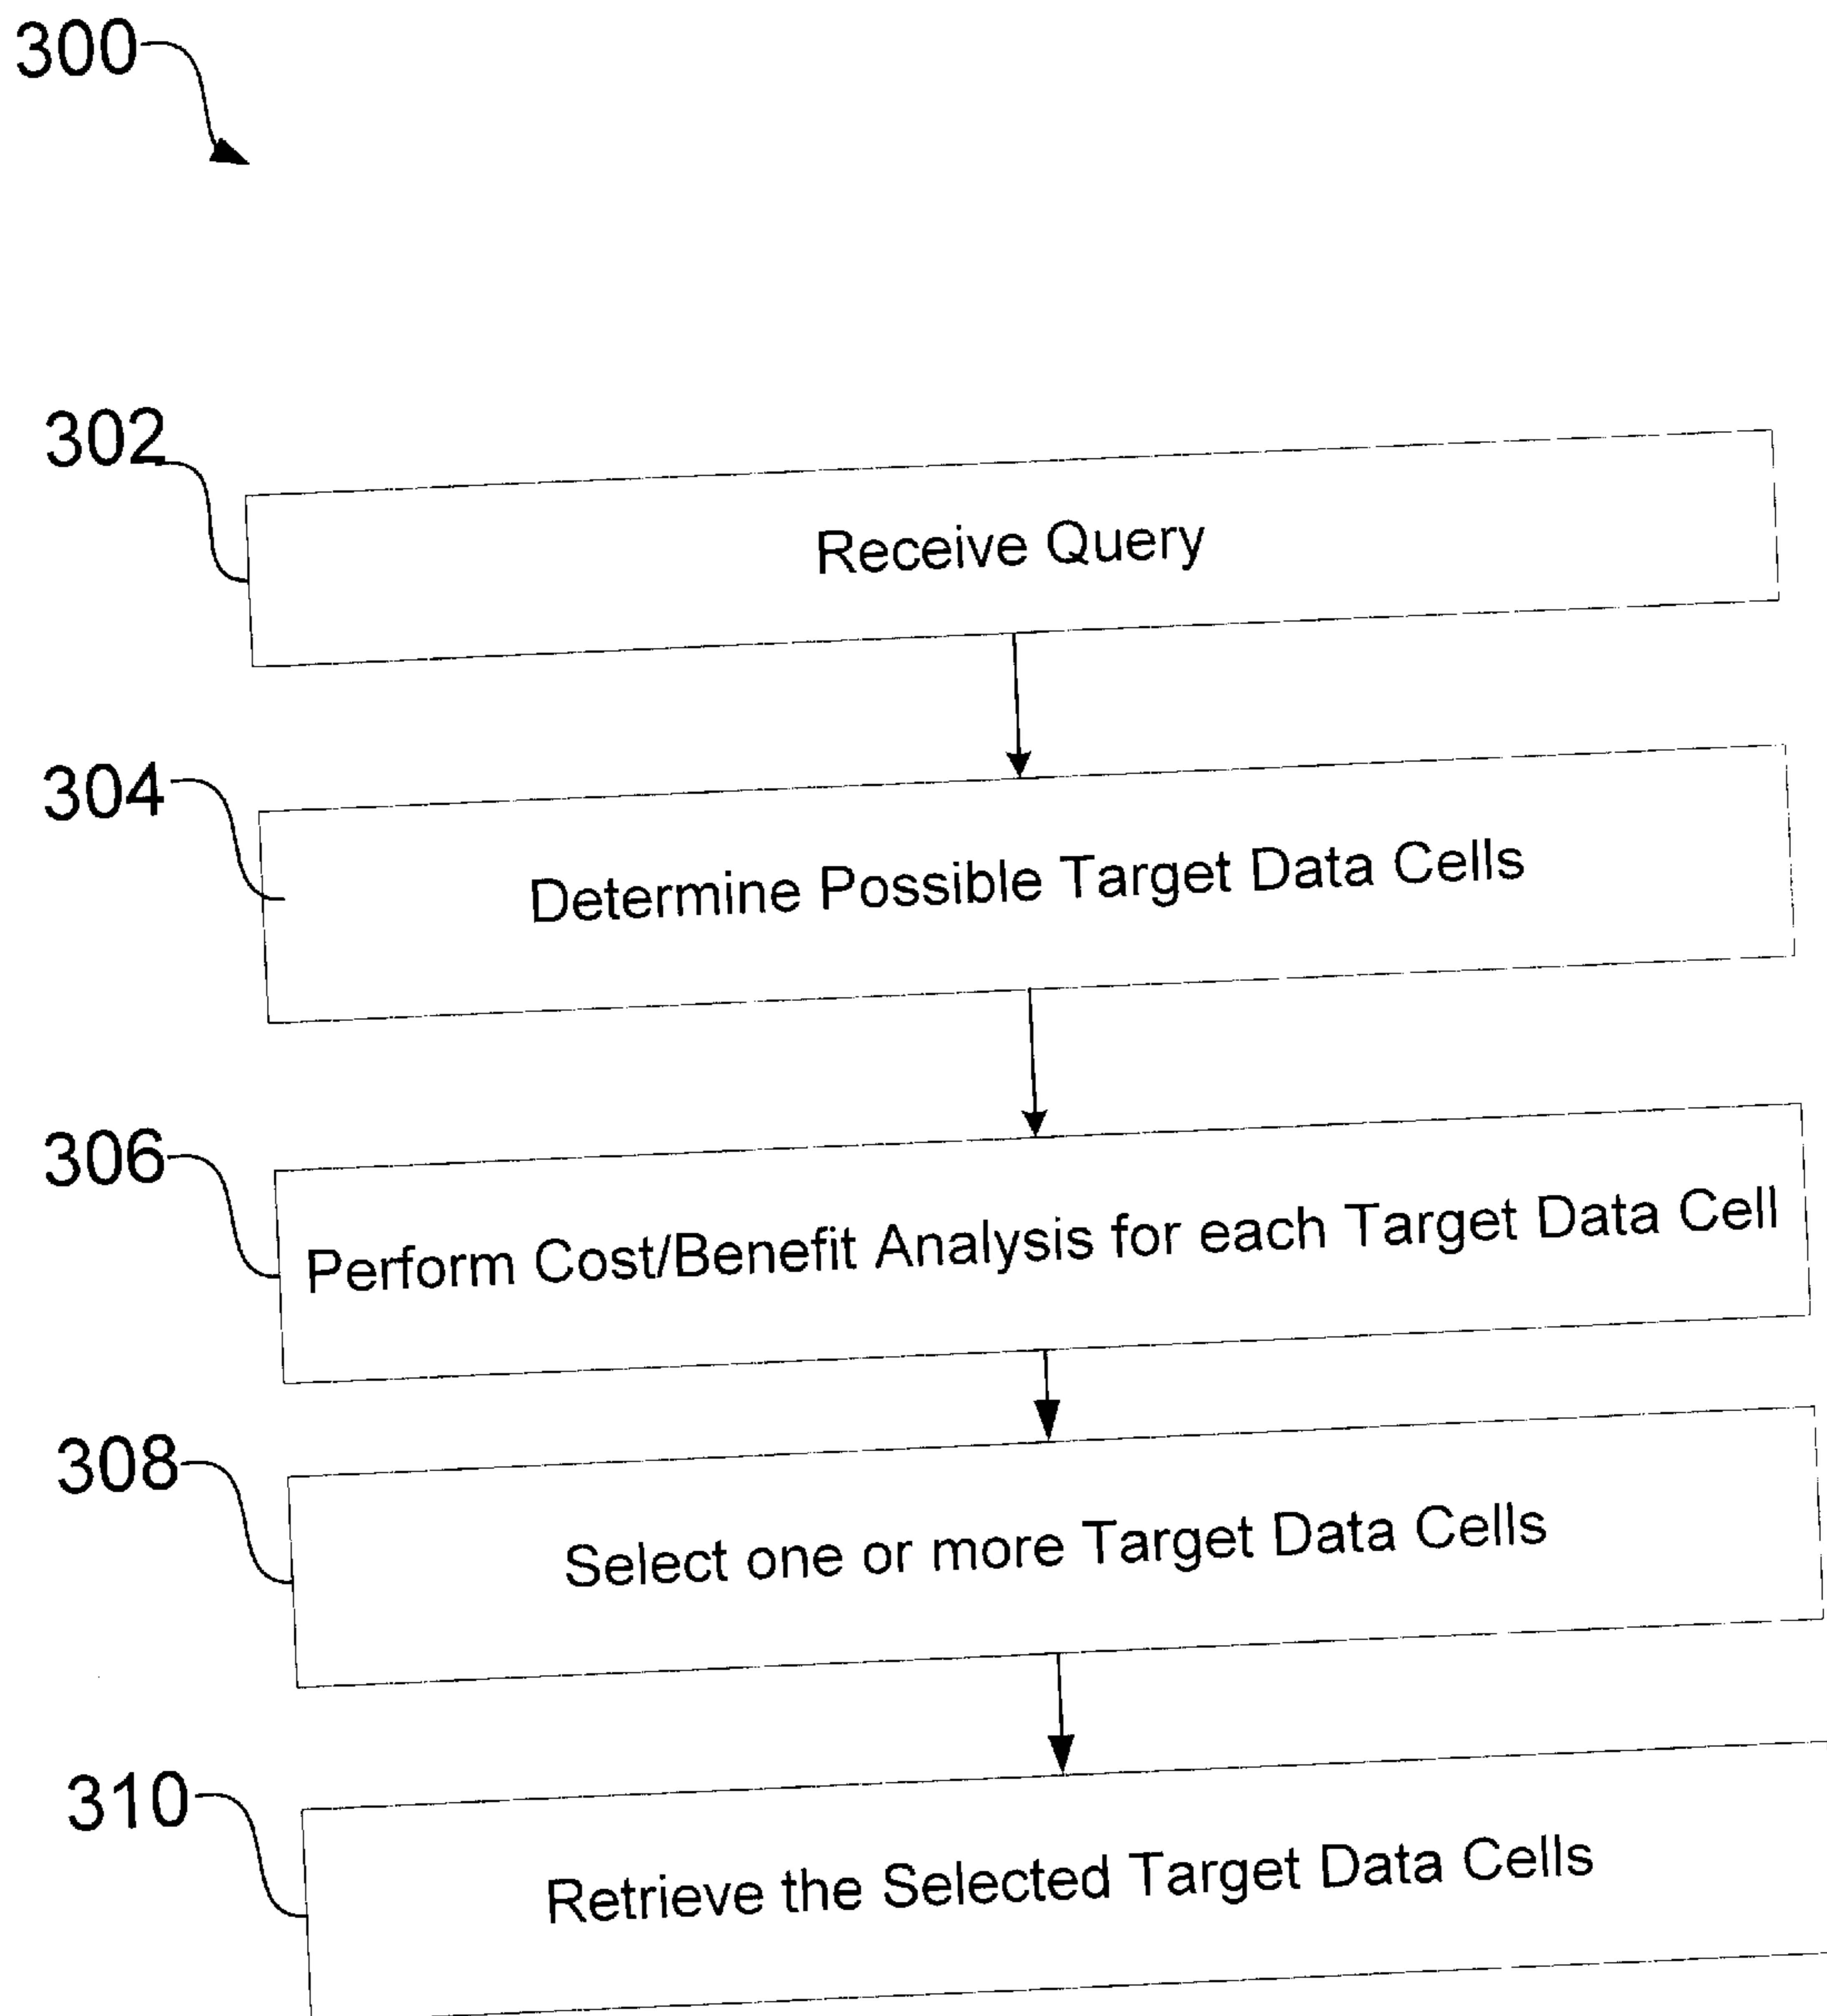 300
302
Receive Query
304
Determine Possible Target Data Cells
306
Perform Cost/Benefit Analysis for each Target Data Cell
308
Select one or more Target Data Cells
310
Retrieve the Selected Target Data Cells